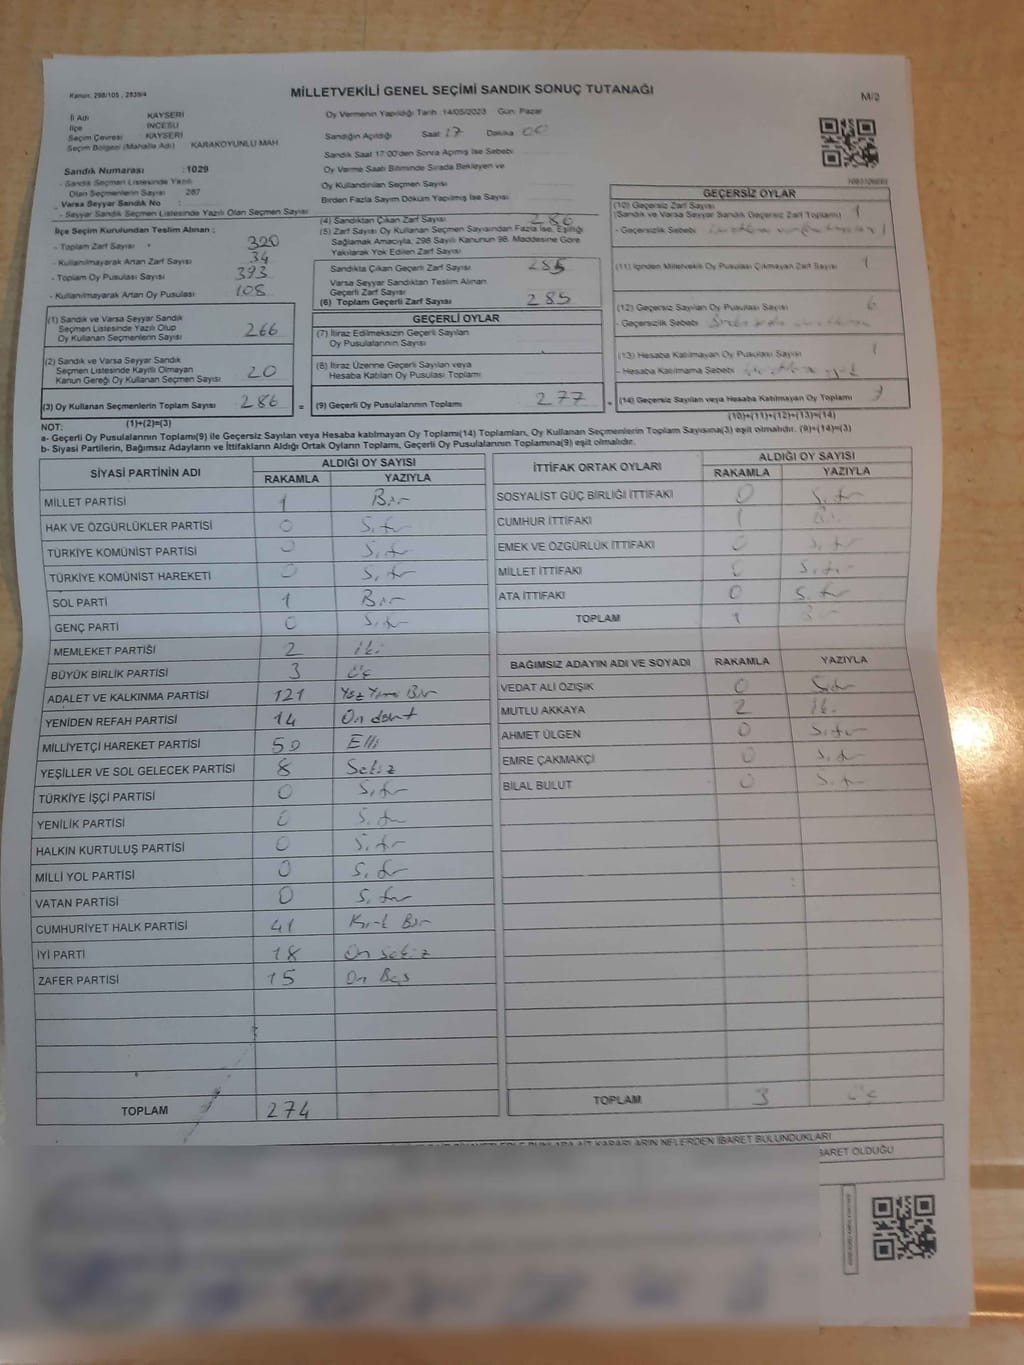 Kanun: 298/105 , 2839/4
MİLLETVEKİLİ GENEL SEÇİMİ SANDIK SONUÇ TUTANAĞI
M/2
İl Adı KAYSERİ
İlçe İNCESU
Seçim Çevresi KAYSERİ
Seçim Bölgesi (Mahalle Adı) KARAKOYUNLU MAH
Sandık Numarası :1029
- Sandık Seçmen Listesinde Yazılı
Olan Seçmenlerin Sayısı 287
Varsa Seyyar Sandık No :
- Seyyar Sandık Seçmen Listesinde Yazılı Olan Seçmen Sayısı
İlçe Seçim Kurulundan Teslim Alınan ;
- Toplam Zarf Sayısı 320
- Kullanılmayarak Artan Zarf Sayısı 34
- Toplam Oy Pusulası Sayısı 393
- Kullanılmayarak Artan Oy Pusulası 108
(1) Sandık ve Varsa Seyyar Sandık
Seçmen Listesinde Yazılı Olup
Oy Kullanan Seçmenlerin Sayısı 266
(2) Sandık ve Varsa Seyyar Sandık
Seçmen Listesinde Kayıtlı Olmayan
Kanun Gereği Oy Kullanan Seçmen Sayısı 20
(3) Oy Kullanan Seçmenlerin Toplam Sayısı 286
(1)+(2)=(3)
Oy Vermenin Yapıldığı Tarih :14/05/2023 Gün: Pazar
Sandığın Açıldığı Saat 17 Dakika 00
Sandık Saat 17:00'den Sonra Açılmış İse Sebebi
Oy Verme Saati Bitiminde Sırada Bekleyen ve
Oy Kullandırılan Seçmen Sayısı
Birden Fazla Sayım Döküm Yapılmış İse Sayısı
(4) Sandıktan Çıkan Zarf Sayısı 286
(5) Zarf Sayısı Oy Kullanan Seçmen Sayısından Fazla İse, Eşitliği
Sağlamak Amacıyla, 298 Sayılı Kanunun 98. Maddesine Göre
Yakılarak Yok Edilen Zarf Sayısı
Sandıkta Çıkan Geçerli Zarf Sayısı 285
Varsa Seyyar Sandıktan Teslim Alınan
Geçerli Zarf Sayısı
(6) Toplam Geçerli Zarf Sayısı 285
GEÇERLİ OYLAR
(7) İtiraz Edilmeksizin Geçerli Sayılan
Oy Pusulalarının Sayısı
(8) İtiraz Üzerine Geçerli Sayılan veya
Hesaba Katılan Oy Pusulası Toplamı
= (9) Geçerli Oy Pusulalarının Toplamı 277 +
GEÇERSİZ OYLAR
(10) Geçersiz Zarf Sayısı
(Sandık ve Varsa Seyyar Sandık Geçersiz Zarf Toplamı) 1
- Geçersizlik Sebebi
(11) İçinden Milletvekili Oy Pusulası Çıkmayan Zarf Sayısı 1
(12) Geçersiz Sayılan Oy Pusulası Sayısı 6
- Geçersizlik Sebebi
(13) Hesaba Katılmayan Oy Pusulası Sayısı 1
- Hesaba Katılmama Sebebi
(14) Geçersiz Sayılan veya Hesaba Katılmayan Oy Toplamı
(10)+(11)+(12)+(13)=(14)
NOT:
a- Geçerli Oy Pusulalarının Toplamı(9) ile Geçersiz Sayılan veya Hesaba katılmayan Oy Toplamı(14) Toplamları, Oy Kullanan Seçmenlerin Toplam Sayısına(3) eşit olmalıdır. (9)+(14)=(3)
b- Siyasi Partilerin, Bağımsız Adayların ve İttifakların Aldığı Ortak Oyların Toplamı, Geçerli Oy Pusulalarının Toplamına(9) eşit olmalıdır.
SİYASİ PARTİNİN ADI ALDIĞI OY SAYISI
RAKAMLA YAZIYLA
MİLLET PARTİSİ 1 Bir
HAK VE ÖZGÜRLÜKLER PARTİSİ 0 Sıfır
TÜRKİYE KOMÜNİST PARTİSİ 0 Sıfır
TÜRKİYE KOMÜNİST HAREKETİ 0 Sıfır
SOL PARTİ 1 Bir
GENÇ PARTİ 0 Sıfır
MEMLEKET PARTİSİ 2 iki
BÜYÜK BİRLİK PARTİSİ 3 üç
ADALET VE KALKINMA PARTİSİ 121 Yüz Yirmi Bir
YENİDEN REFAH PARTİSİ 14 On dört
MİLLİYETÇİ HAREKET PARTİSİ 50 Elli
YEŞİLLER VE SOL GELECEK PARTİSİ 8 Sekiz
TÜRKİYE İŞÇİ PARTİSİ 0 Sıfır
YENİLİK PARTİSİ 0 Sıfır
HALKIN KURTULUŞ PARTİSİ 0 Sıfır
MİLLİ YOL PARTİSİ 0 Sıfır
VATAN PARTİSİ 0 Sıfır
CUMHURİYET HALK PARTİSİ 41 Kırk Bir
İYİ PARTİ 18 On Sekiz
ZAFER PARTİSİ 15 On Beş
TOPLAM 274
İTTİFAK ORTAK OYLARI ALDIĞI OY SAYISI
RAKAMLA YAZIYLA
SOSYALİST GÜÇ BİRLİĞİ İTTİFAKI 0 Sıfır
CUMHUR İTTİFAKI 1 Bir
EMEK VE ÖZGÜRLÜK İTTİFAKI 0 Sıfır
MİLLET İTTİFAKI 0 Sıfır
ATA İTTİFAKI 0 Sıfır
TOPLAM 1 Bir
BAĞIMSIZ ADAYIN ADI VE SOYADI RAKAMLA YAZIYLA
VEDAT ALİ ÖZIŞIK 0 Sıfır
MUTLU AKKAYA 2 iki
AHMET ÜLGEN 0 Sıfır
EMRE ÇAKMAKÇİ 0 Sıfır
BİLAL BULUT 0 Sıfır
TOPLAM 3 üç
KARARLARIN NELERDEN İBARET BULUNDUKLARI
OLDUĞU